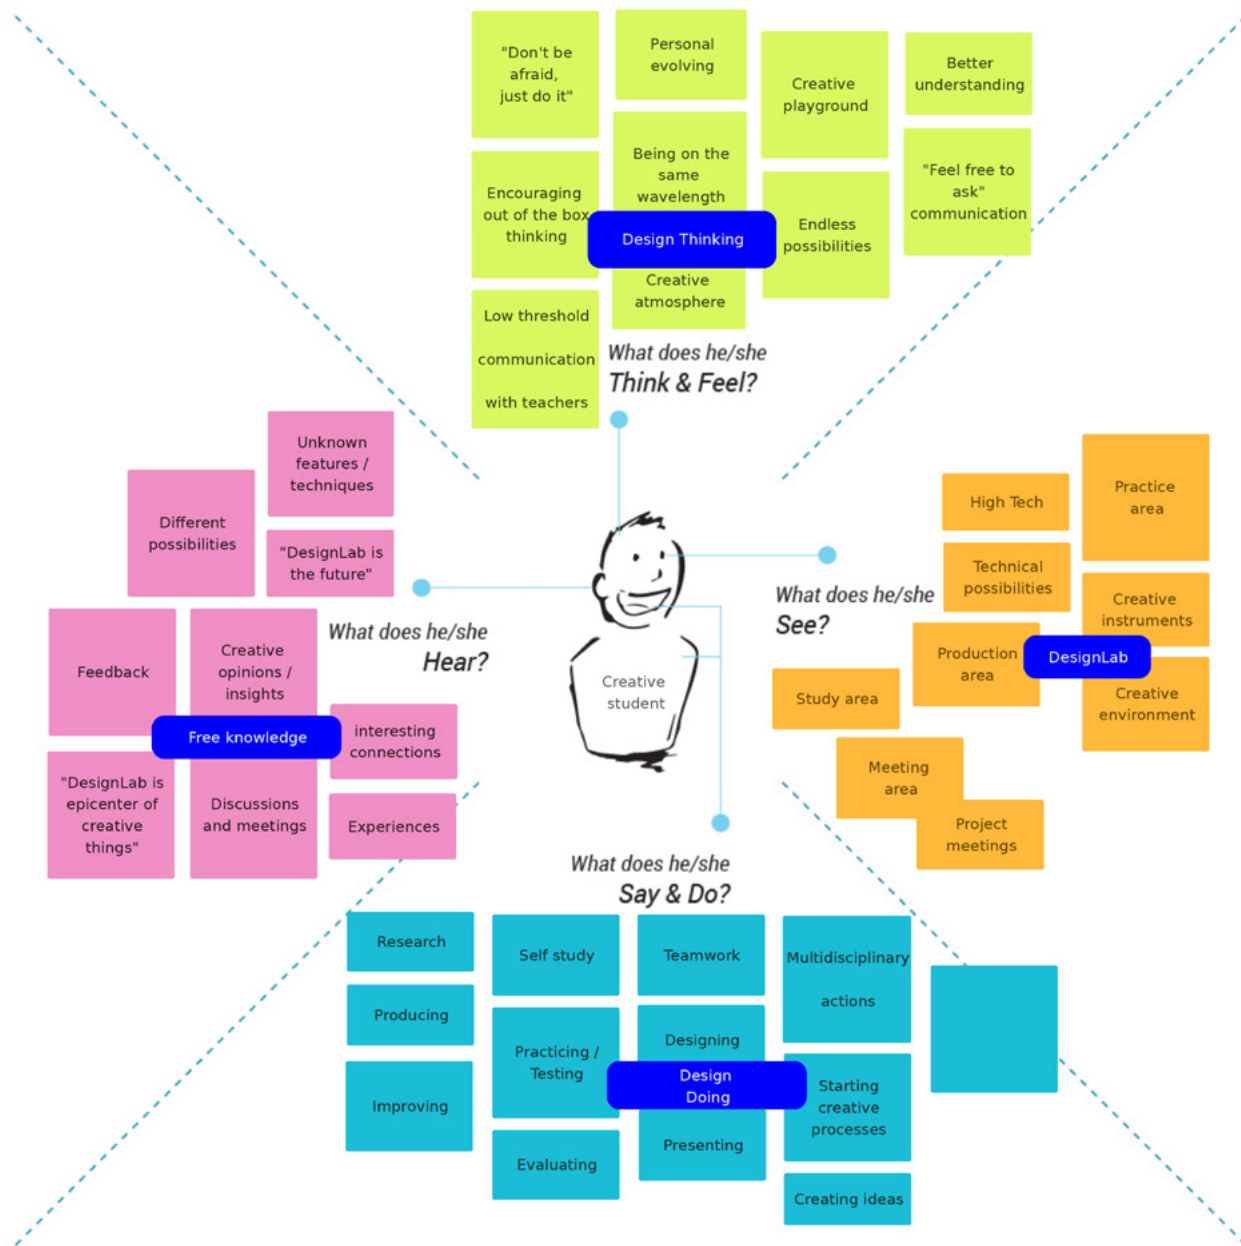 "Don't be
afraid,
just do it"
Personal
evolving
Creative
playground
Better
understanding
Encouraging
out of the box
thinking
Being on the
same
wavelength
"Feel free to
ask"
communication
Design Thinking
Endless
possibilities
Creative
atmosphere
Low threshold
communication
with teachers
What does he/she
Think & Feel?
Unknown
features /
techniques
Different
possibilities
"DesignLab is
the future"
What does he/she
Hear?
Feedback
Creative
opinions /
insights
Free knowledge
interesting
connections
"DesignLab is
epicenter of
creative
things"
Discussions
and meetings
Experiences
Creative
student
High Tech
Practice
area
Technical
possibilities
What does he/she
See?
Creative
instruments
Production
area
DesignLab
Study area
Creative
environment
Meeting
area
Project
meetings
What does he/she
Say & Do?
Research
Self study
Teamwork
Multidisciplinary
actions
Producing
Practicing /
Testing
Designing
Design
Doing
Starting
creative
processes
Improving
Evaluating
Presenting
Creating ideas